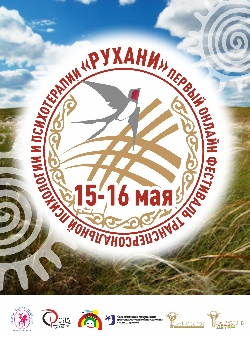 «РУХАНИ» ПЕРВЫЙ ОНЛАЙН ФЕСТИВАЛЬ ТРАНСПЕРСОНАЛЬНОЙ ПСИХОЛОГИИ И ПСИХОТЕРАПИИ
15-16 мая